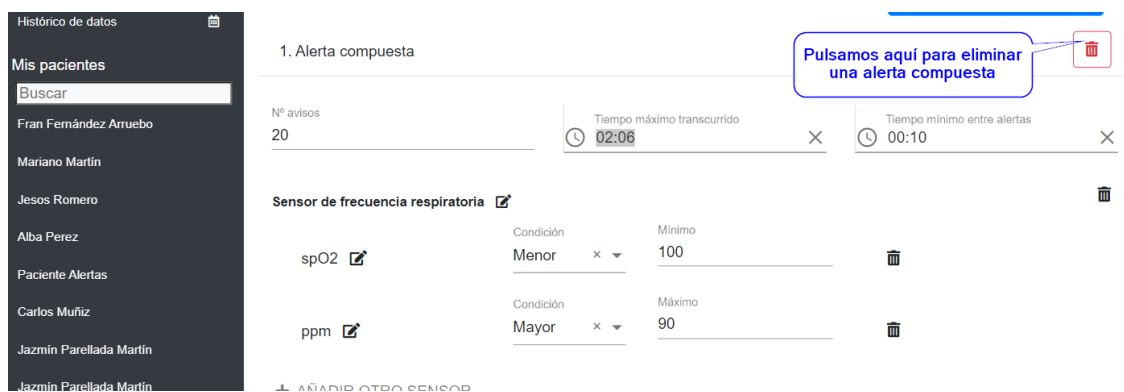 Histórico de datos
Mis pacientes
Buscar
Fran Fernández Arruebo
Mariano Martín
Jesos Romero
Alba Perez
Paciente Alertas
Carlos Muñiz
Jazmín Parellada Martín
Jazmín Parellada Martín
1. Alerta compuesta
Pulsamos aquí para eliminar
una alerta compuesta
Nº avisos
20
Tiempo máximo transcurrido
02:06
Tiempo mínimo entre alertas
00:10
Sensor de frecuencia respiratoria
spO2
Condición
Menor
Mínimo
100
ppm
Condición
Mayor
Máximo
90
+ AÑADIR OTRO SENSOR